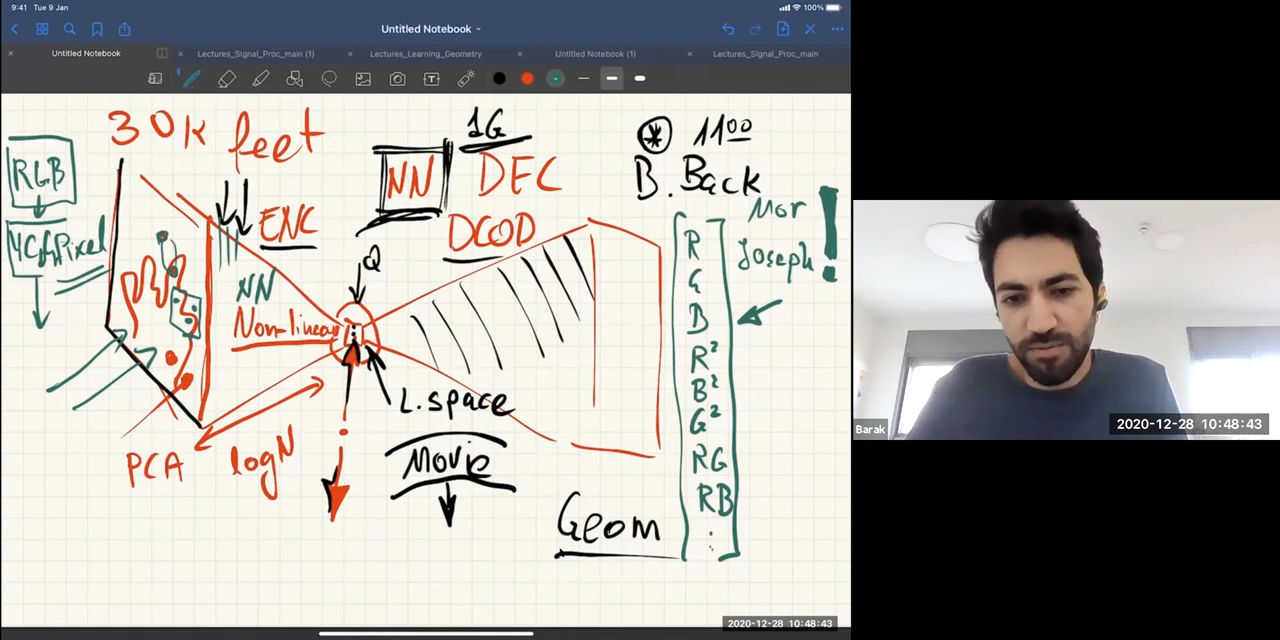 9:41 Tue 9 Jan
100%
Untitled Notebook
Untitled Notebook
Lectures_Signal_Proc_main (1)
Lectures_Learning_Geometry
Untitled Notebook (1)
Lectures_Signal_Proc_main
30K feet
1G
NN DEC
DCOD
* 11 00
B. Back
RGB
ENC
Q
NN
Non-linear
L. space
PCA
log N
Movie
Geom
R
G
B
R²
B²
G²
RG
RB
Mor
Joseph!
Barak
2020-12-28 10:48:43
2020-12-28 10:48:43